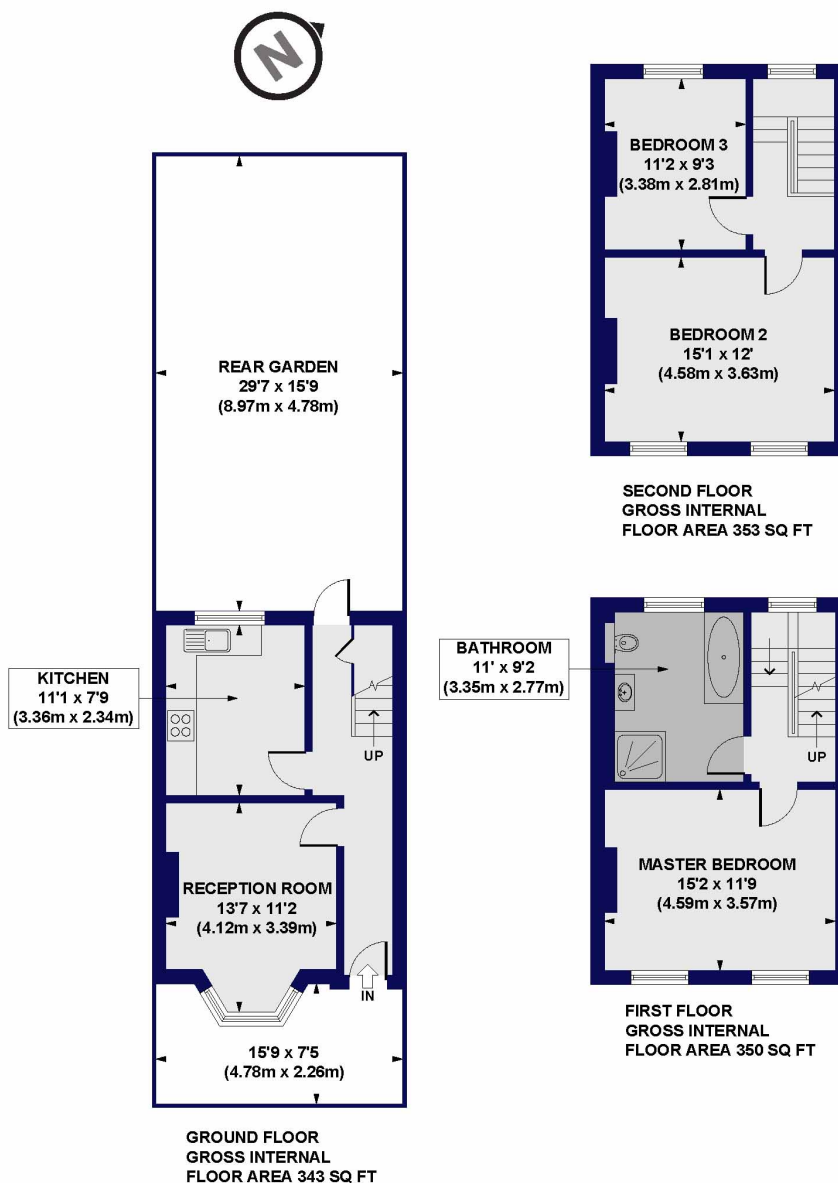 N
REAR GARDEN
29'7 x 15'9
(8.97m x 4.78m)
KITCHEN
11'1 x 7'9
(3.36m x 2.34m)
UP
RECEPTION ROOM
13'7 x 11'2
(4.12m x 3.39m)
IN
15'9 x 7'5
(4.78m x 2.26m)
GROUND FLOOR
GROSS INTERNAL
FLOOR AREA 343 SQ FT
BEDROOM 3
11'2 x 9'3
(3.38m x 2.81m)
BEDROOM 2
15'1 x 12'
(4.58m x 3.63m)
SECOND FLOOR
GROSS INTERNAL
FLOOR AREA 353 SQ FT
BATHROOM
11' x 9'2
(3.35m x 2.77m)
UP
MASTER BEDROOM
15'2 x 11'9
(4.59m x 3.57m)
FIRST FLOOR
GROSS INTERNAL
FLOOR AREA 350 SQ FT